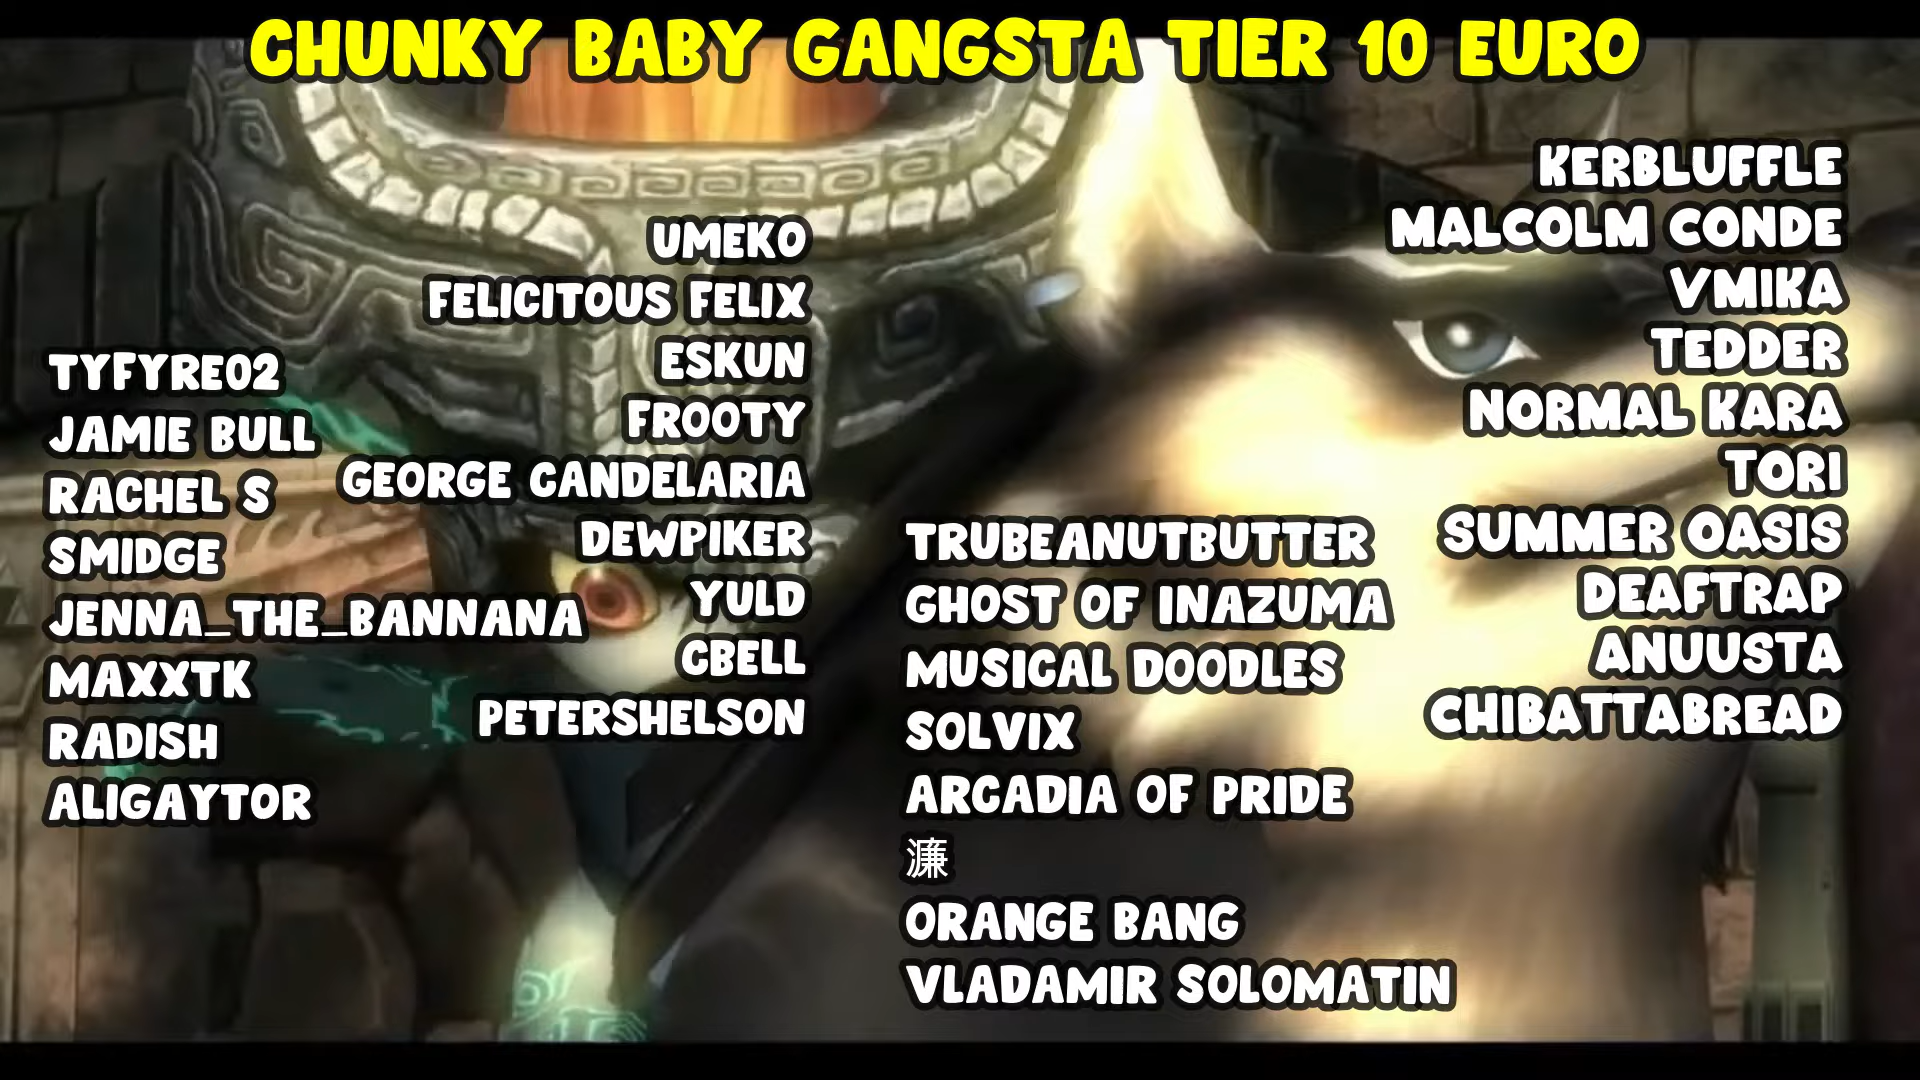 CHUNKY BABY GANGSTA TIER 10 EURO
TYFYRE02
JAMIE BULL
RACHEL S
SMIDGE
JENNA_THE_BANNANA
MAXXTK
RADISH
ALIGAYTOR
UMEKO
FELICITOUS FELIX
ESKUN
FROOTY
GEORGE CANDELARIA
DEWPIKER
YULD
CBELL
PETERSHELSON
TRUBEANUTBUTTER
GHOST OF INAZUMA
MUSICAL DOODLES
SOLVIX
ARCADIA OF PRIDE
濂
ORANGE BANG
VLADAMIR SOLOMATIN
KERBLUFFLE
MALCOLM CONDE
VMIKA
TEDDER
NORMAL KARA
TORI
SUMMER OASIS
DEAFTRAP
ANUUSTA
CHIBATTABREAD